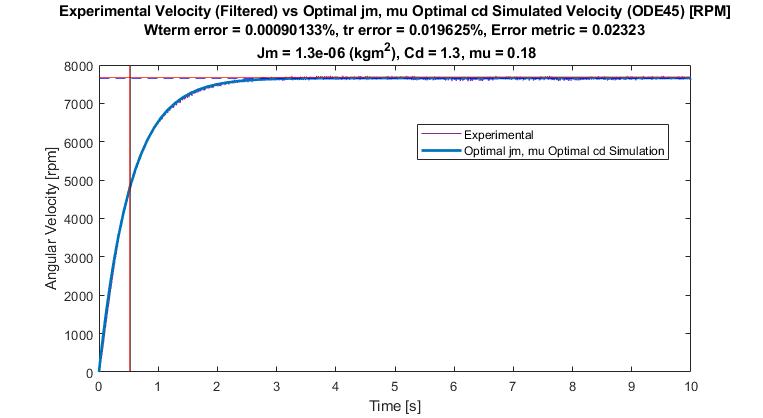 Experimental Velocity (Filtered) vs Optimal jm, mu Optimal cd Simulated Velocity (ODE45) [RPM]
Wterm error = 0.00090133%, tr error = 0.019625%, Error metric = 0.02323
Jm = 1.3e-06 (kgm²), Cd = 1.3, mu = 0.18
8000
7000
6000
5000
4000
3000
2000
1000
0
Angular Velocity [rpm]
Experimental
Optimal jm, mu Optimal cd Simulation
0 1 2 3 4 5 6 7 8 9 10
Time [s]